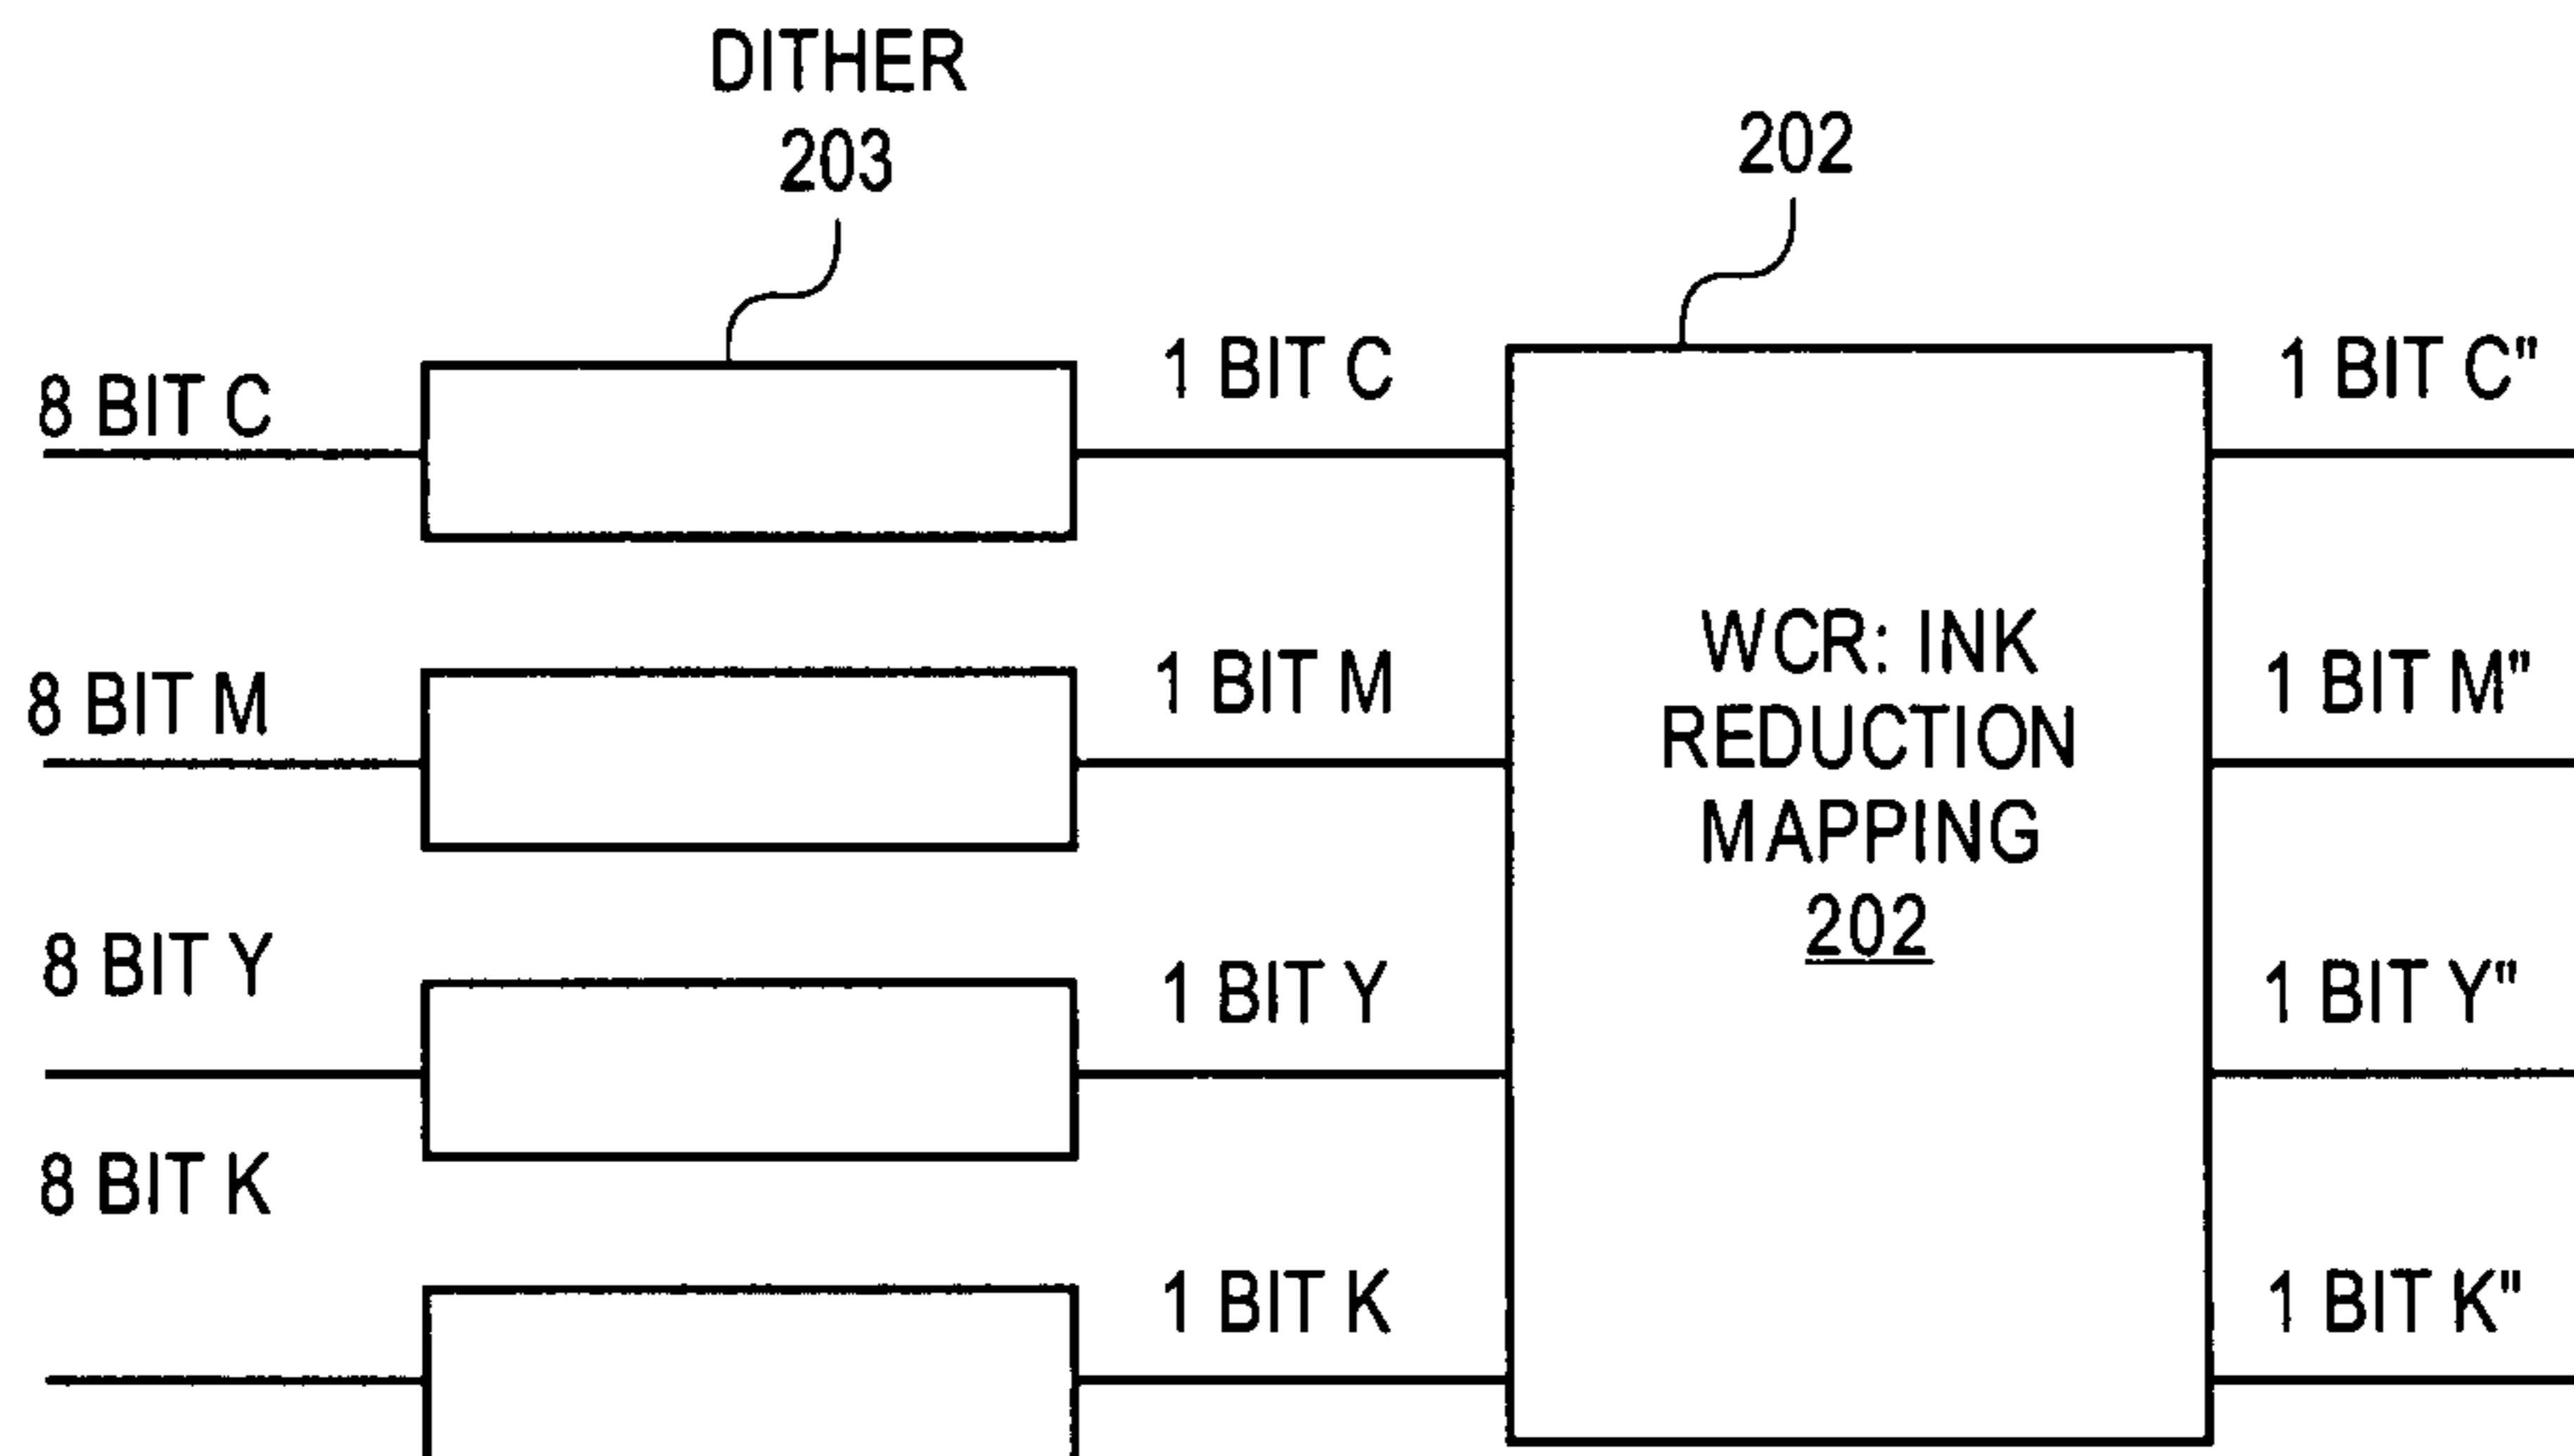 DITHER
203
202
8 BIT C
1 BIT C
1 BIT C"
8 BIT M
1 BIT M
1 BIT M"
WCR: INK
REDUCTION
MAPPING
202
8 BIT Y
1 BIT Y
1 BIT Y"
8 BIT K
1 BIT K
1 BIT K"